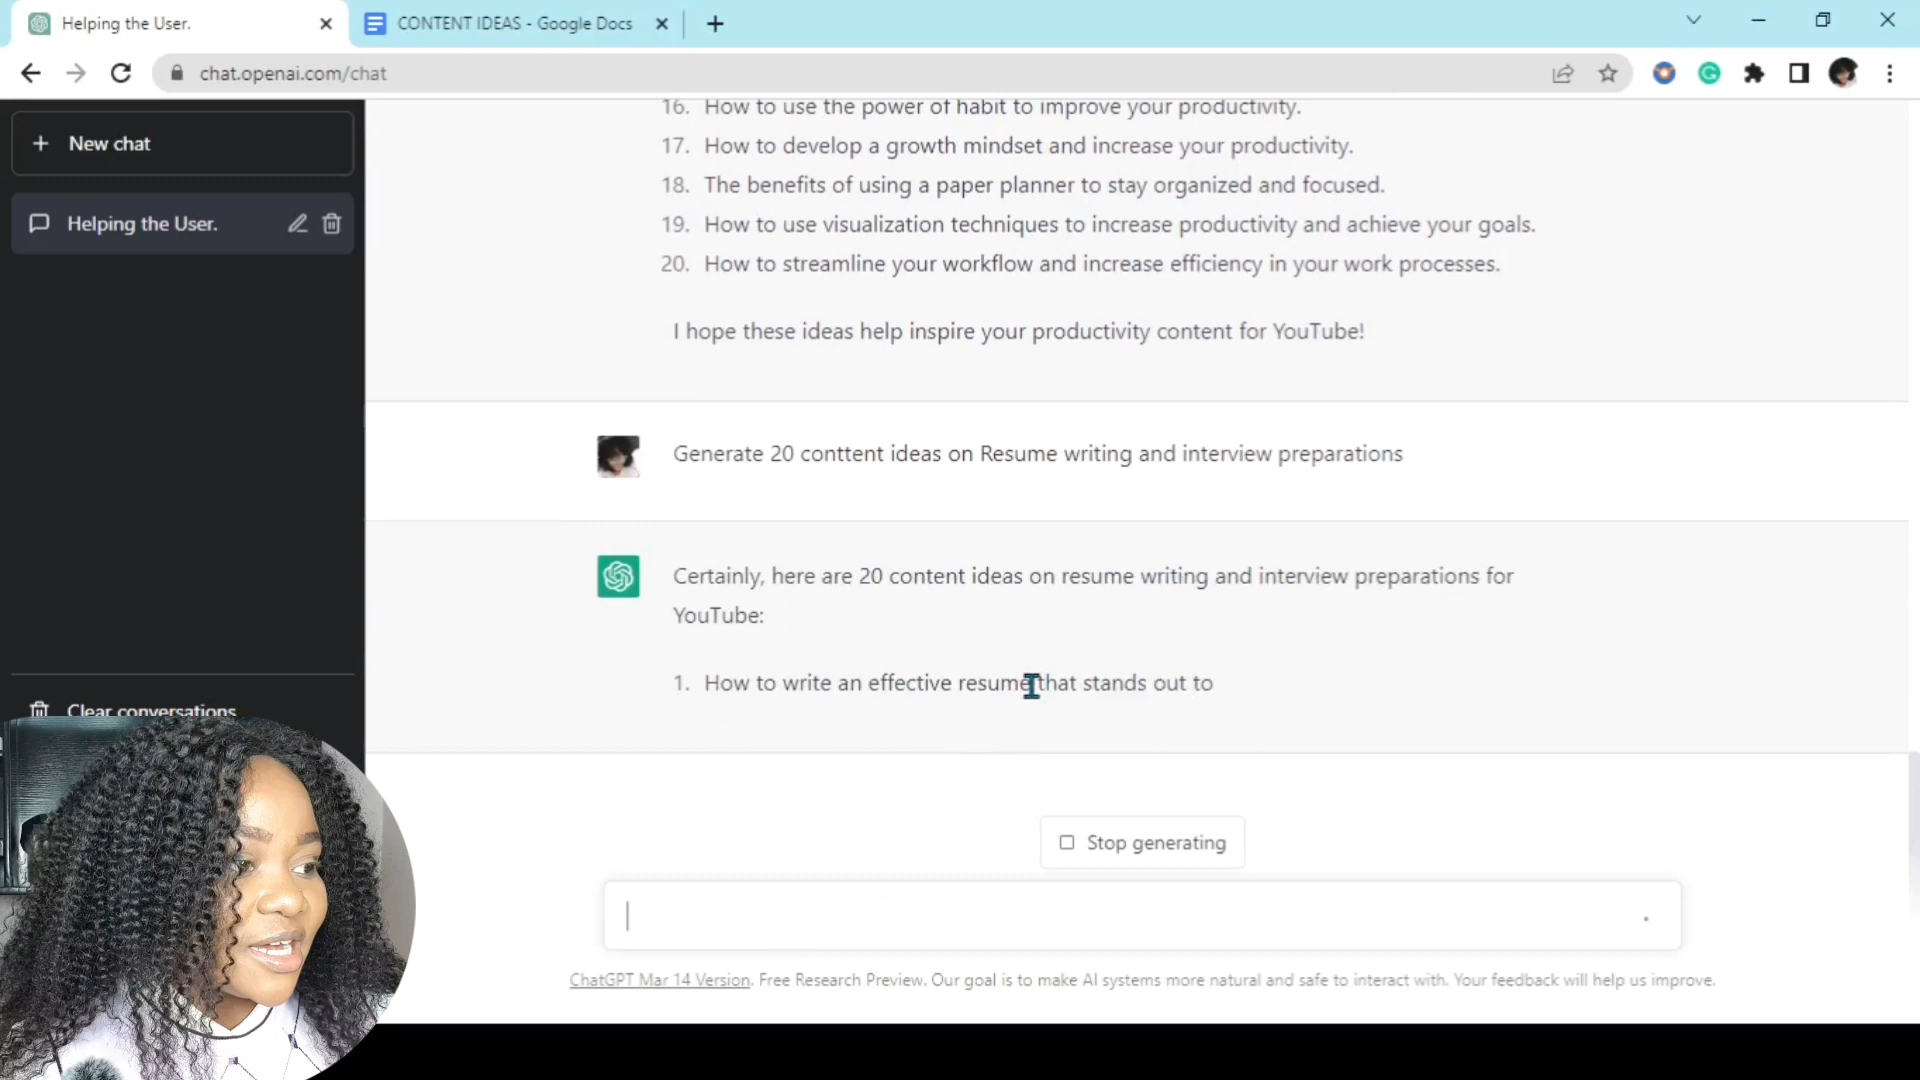 Helping the User.
CONTENT IDEAS - Google Docs
chat.openai.com/chat
New chat
Helping the User.
Clear conversations
16. How to use the power of habit to improve your productivity.
17. How to develop a growth mindset and increase your productivity.
18. The benefits of using a paper planner to stay organized and focused.
19. How to use visualization techniques to increase productivity and achieve your goals.
20. How to streamline your workflow and increase efficiency in your work processes.
I hope these ideas help inspire your productivity content for YouTube!
Generate 20 conttent ideas on Resume writing and interview preparations
Certainly, here are 20 content ideas on resume writing and interview preparations for
YouTube:
1. How to write an effective resume that stands out to
Stop generating
ChatGPT Mar 14 Version. Free Research Preview. Our goal is to make AI systems more natural and safe to interact with. Your feedback will help us improve.